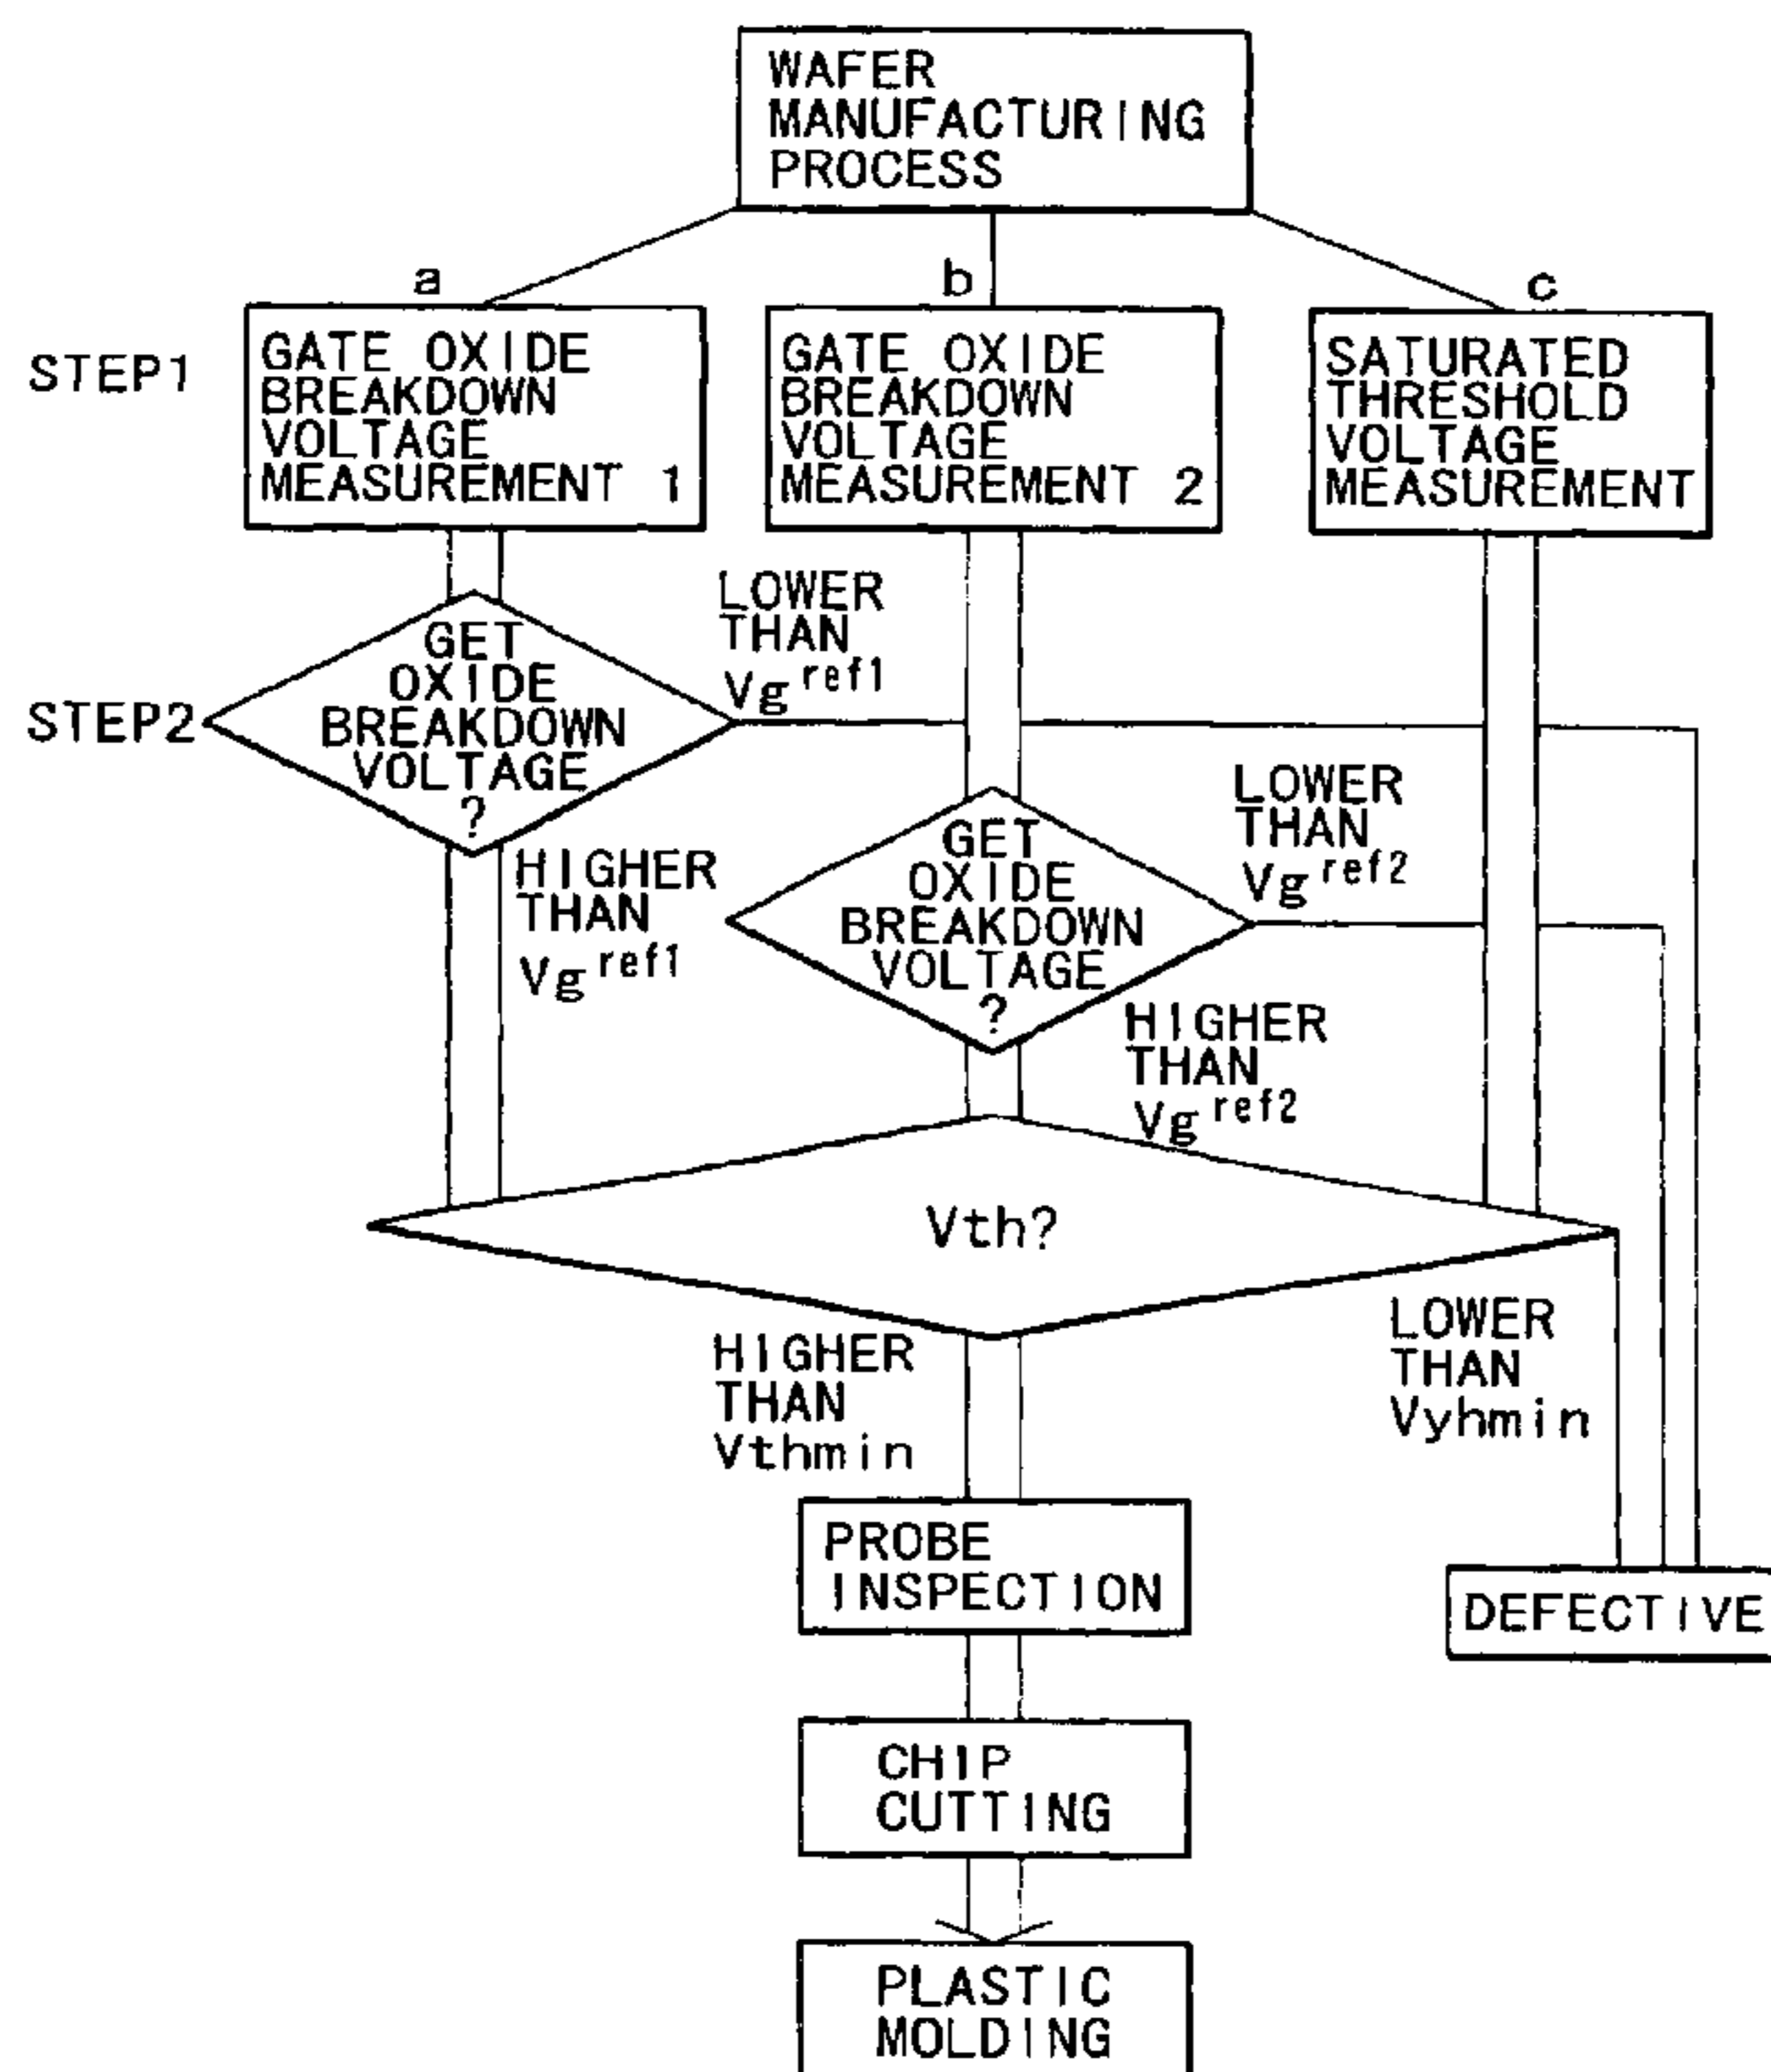 WAFER
MANUFACTURING
PROCESS
a
b
c
STEP1
GATE OXIDE
BREAKDOWN
VOLTAGE
MEASUREMENT 1
GATE OXIDE
BREAKDOWN
VOLTAGE
MEASUREMENT 2
SATURATED
THRESHOLD
VOLTAGE
MEASUREMENT
STEP2
GET
OXIDE
BREAKDOWN
VOLTAGE
?
LOWER
THAN
Vg ref1
HIGHER
THAN
Vg ref1
GET
OXIDE
BREAKDOWN
VOLTAGE
?
LOWER
THAN
Vg ref2
HIGHER
THAN
Vg ref2
Vth?
HIGHER
THAN
Vthmin
LOWER
THAN
Vyhmin
PROBE
INSPECTION
DEFECTIVE
CHIP
CUTTING
PLASTIC
MOLDING